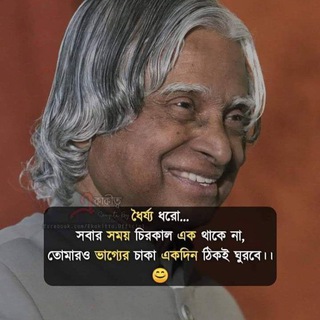 ধৈর্য্য ধরো...
সবার সময় চিরকাল এক থাকে না,
তোমারও ভাগ্যের চাকা একদিন ঠিকই ঘুরবে।।